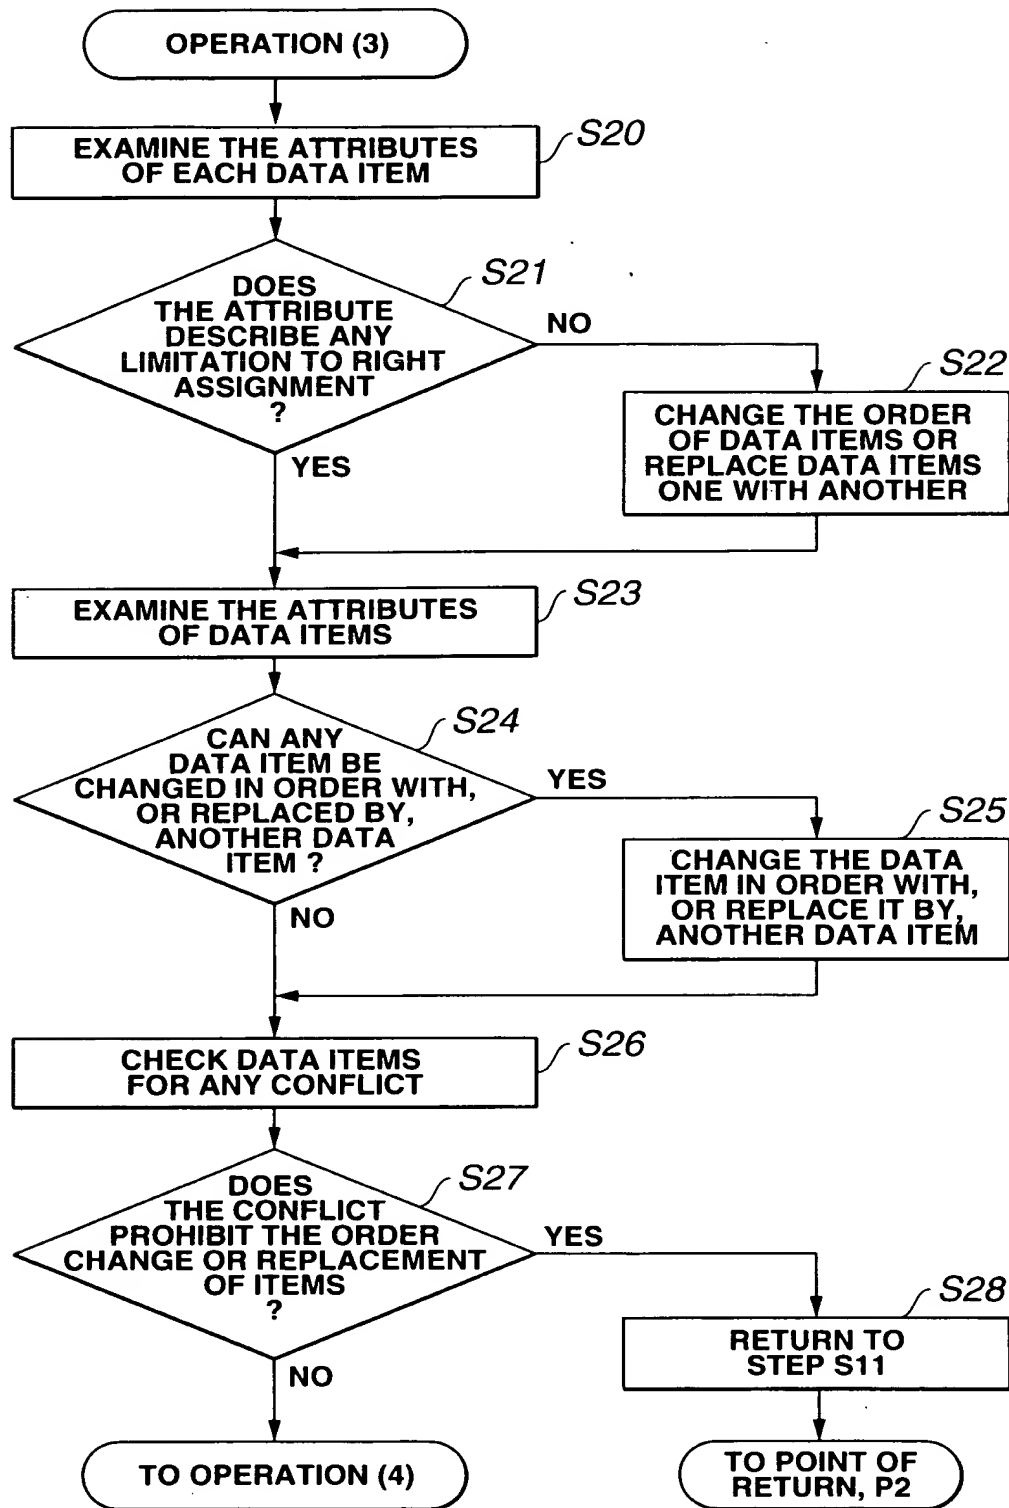 OPERATION (3)
S20
EXAMINE THE ATTRIBUTES
OF EACH DATA ITEM
S21
DOES
THE ATTRIBUTE
DESCRIBE ANY
LIMITATION TO RIGHT
ASSIGNMENT
?
NO
YES
S22
CHANGE THE ORDER
OF DATA ITEMS OR
REPLACE DATA ITEMS
ONE WITH ANOTHER
S23
EXAMINE THE ATTRIBUTES
OF DATA ITEMS
S24
CAN ANY
DATA ITEM BE
CHANGED IN ORDER WITH,
OR REPLACED BY,
ANOTHER DATA
ITEM ?
YES
NO
S25
CHANGE THE DATA
ITEM IN ORDER WITH,
OR REPLACE IT BY,
ANOTHER DATA ITEM
S26
CHECK DATA ITEMS
FOR ANY CONFLICT
S27
DOES
THE CONFLICT
PROHIBIT THE ORDER
CHANGE OR REPLACEMENT
OF ITEMS
?
YES
NO
S28
RETURN TO
STEP S11
TO OPERATION (4)
TO POINT OF
RETURN, P2